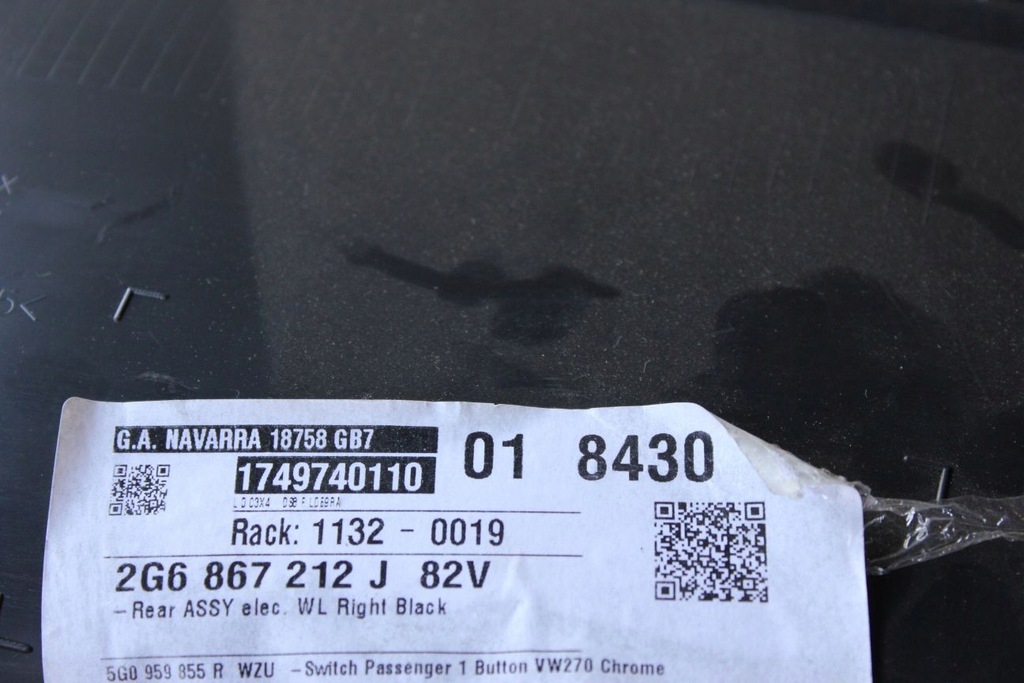 G.A. NAVARRA 18758 GB7
01 8430
1749740110
Rack: 1132 - 0019
2G6 867 212 J 82V
-Rear ASSY elec. WL Right Black
5G0 959 855 R WZU -Switch Passenger 1 Button VW270 Chrome